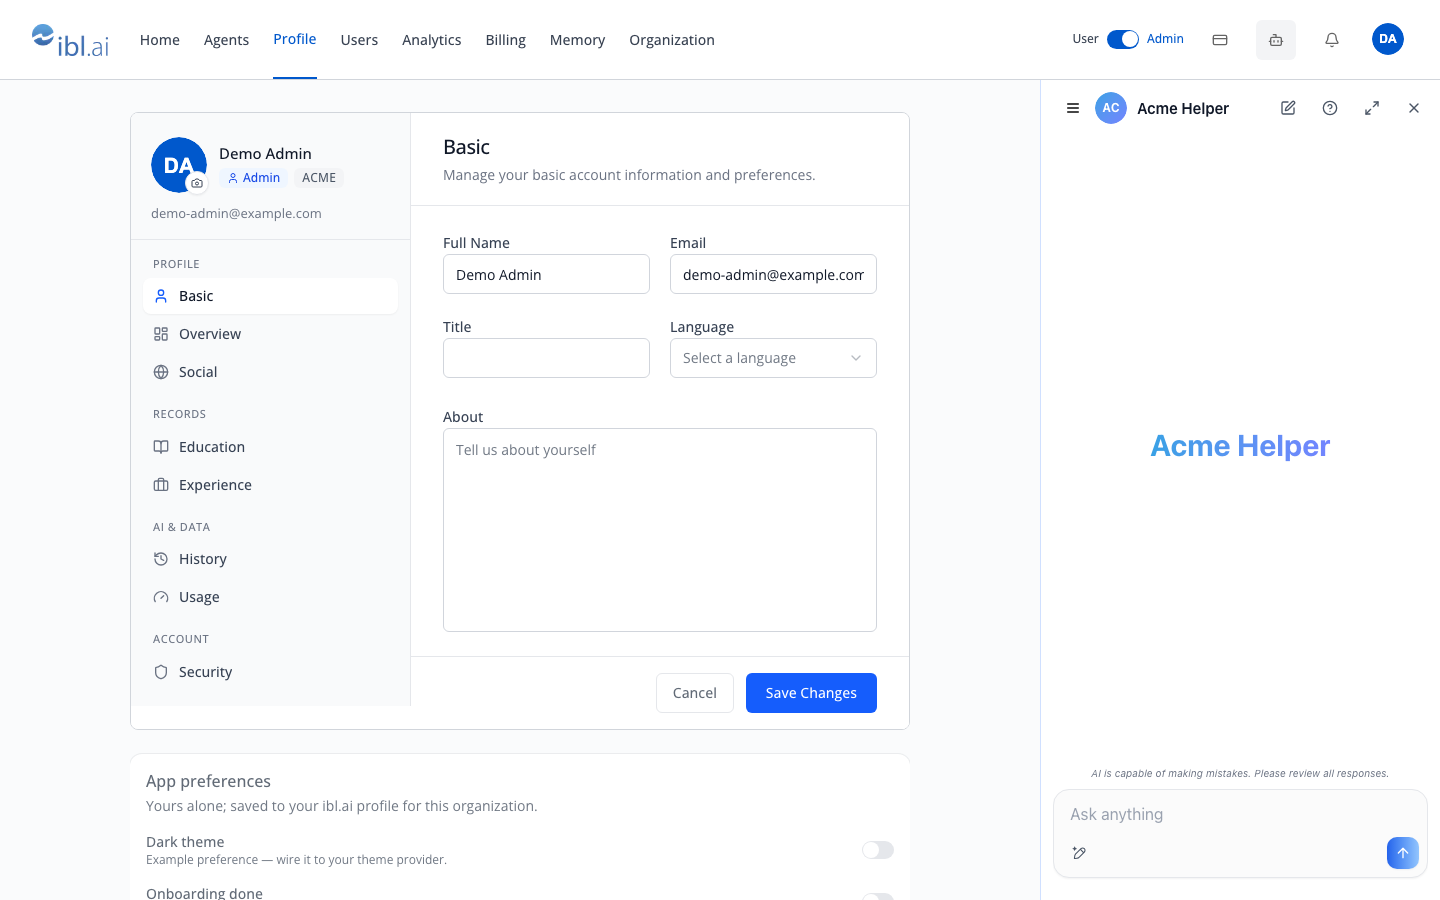 ibl.ai
Home
Agents
Profile
Users
Analytics
Billing
Memory
Organization
User
Admin
DA
DA
Demo Admin
Admin
ACME
demo-admin@example.com
PROFILE
Basic
Overview
Social
RECORDS
Education
Experience
AI & DATA
History
Usage
ACCOUNT
Security
Basic
Manage your basic account information and preferences.
Full Name
Email
Demo Admin
demo-admin@example.com
Title
Language
Select a language
About
Tell us about yourself
Cancel
Save Changes
App preferences
Yours alone; saved to your ibl.ai profile for this organization.
Dark theme
Example preference — wire it to your theme provider.
Onboarding done
AC
Acme Helper
Acme Helper
AI is capable of making mistakes. Please review all responses.
Ask anything